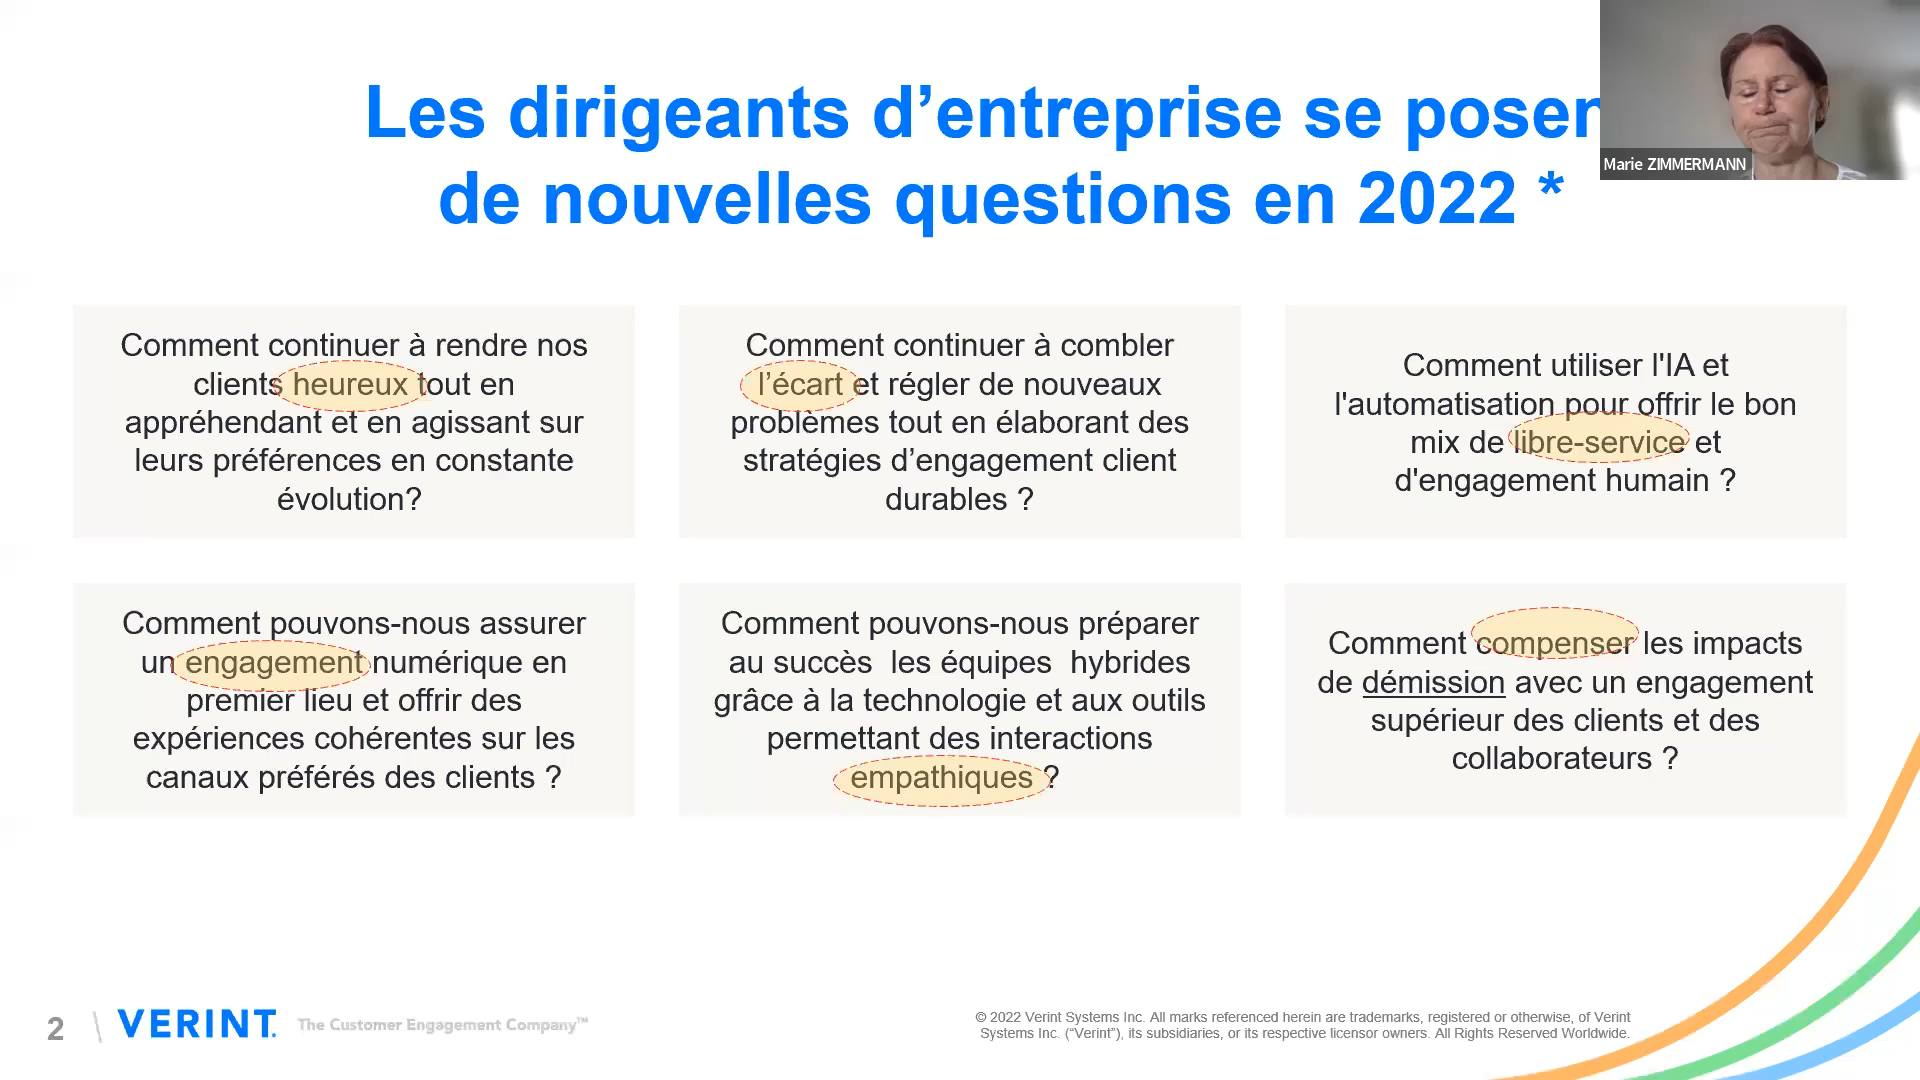 Les dirigeants d’entreprise se posen
de nouvelles questions en 2022 *
Marie ZIMMERMANN
Comment continuer à rendre nos
clients heureux tout en
appréhendant et en agissant sur
leurs préférences en constante
évolution?
Comment continuer à combler
l’écart et régler de nouveaux
problèmes tout en élaborant des
stratégies d’engagement client
durables ?
Comment utiliser l'IA et
l'automatisation pour offrir le bon
mix de libre-service et
d'engagement humain ?
Comment pouvons-nous assurer
un engagement numérique en
premier lieu et offrir des
expériences cohérentes sur les
canaux préférés des clients ?
Comment pouvons-nous préparer
au succès les équipes hybrides
grâce à la technologie et aux outils
permettant des interactions
empathiques ?
Comment compenser les impacts
de démission avec un engagement
supérieur des clients et des
collaborateurs ?
2
VERINT.
The Customer Engagement Company™
© 2022 Verint Systems Inc. All marks referenced herein are trademarks, registered or otherwise, of Verint
Systems Inc. (“Verint”), its subsidiaries, or its respective licensor owners. All Rights Reserved Worldwide.